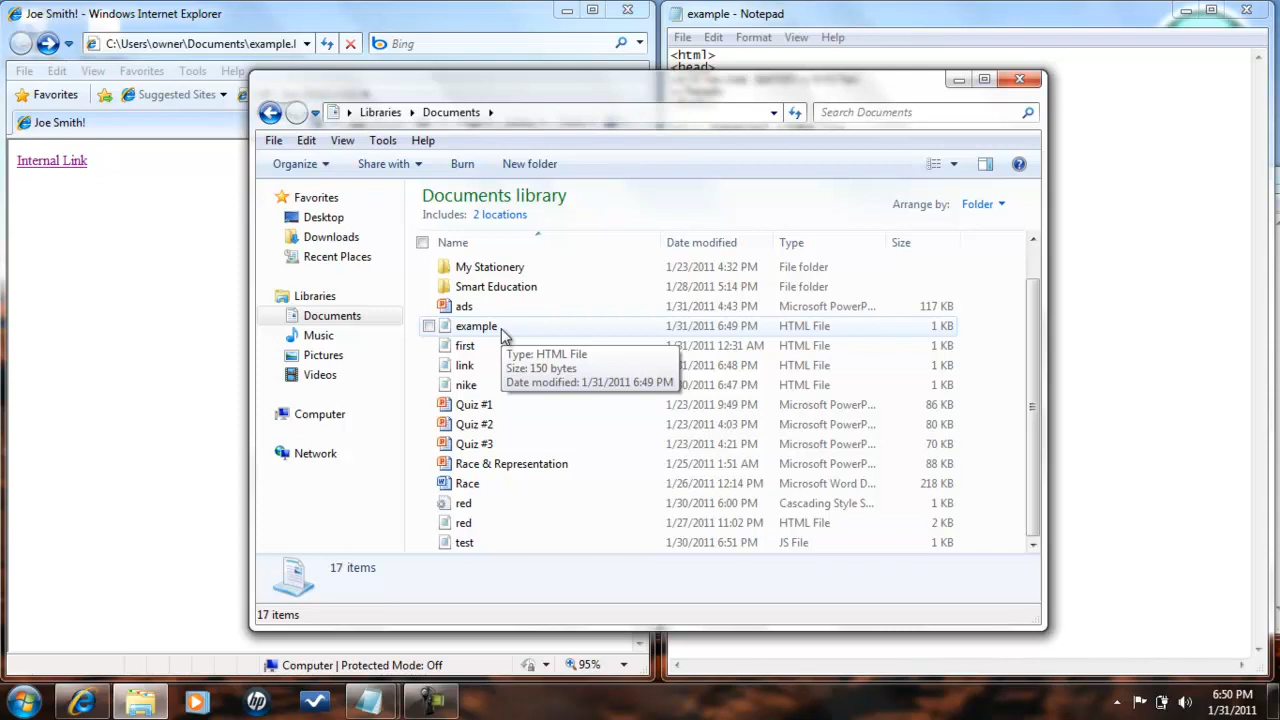 Joe Smith! - Windows Internet Explorer
C:\Users\owner\Documents\example.l
Bing
File Edit View Favorites Tools Help
Favorites
Suggested Sites
Joe Smith!
Internal Link
example - Notepad
File Edit Format View Help
<html>
<head>
Libraries Documents
Search Documents
File Edit View Tools Help
Organize Share with Burn New folder
Documents library
Includes: 2 locations
Arrange by: Folder
Name Date modified Type Size
Favorites
Desktop
Downloads
Recent Places
Libraries
Documents
Music
Pictures
Videos
Computer
Network
My Stationery 1/23/2011 4:32 PM File folder
Smart Education 1/28/2011 5:14 PM File folder
ads 1/31/2011 4:43 PM Microsoft PowerP... 117 KB
example 1/31/2011 6:49 PM HTML File 1 KB
first /31/2011 12:31 AM HTML File 1 KB
link /31/2011 6:48 PM HTML File 1 KB
nike /30/2011 6:47 PM HTML File 1 KB
Quiz #1 1/23/2011 9:49 PM Microsoft PowerP... 86 KB
Quiz #2 1/23/2011 4:03 PM Microsoft PowerP... 80 KB
Quiz #3 1/23/2011 4:21 PM Microsoft PowerP... 70 KB
Race & Representation 1/25/2011 1:51 AM Microsoft PowerP... 88 KB
Race 1/26/2011 12:14 PM Microsoft Word D... 218 KB
red 1/30/2011 6:00 PM Cascading Style S... 1 KB
red 1/27/2011 11:02 PM HTML File 2 KB
test 1/30/2011 6:51 PM JS File 1 KB
Type: HTML File
Size: 150 bytes
Date modified: 1/31/2011 6:49 PM
17 items
17 items
Computer | Protected Mode: Off
95%
6:50 PM
1/31/2011